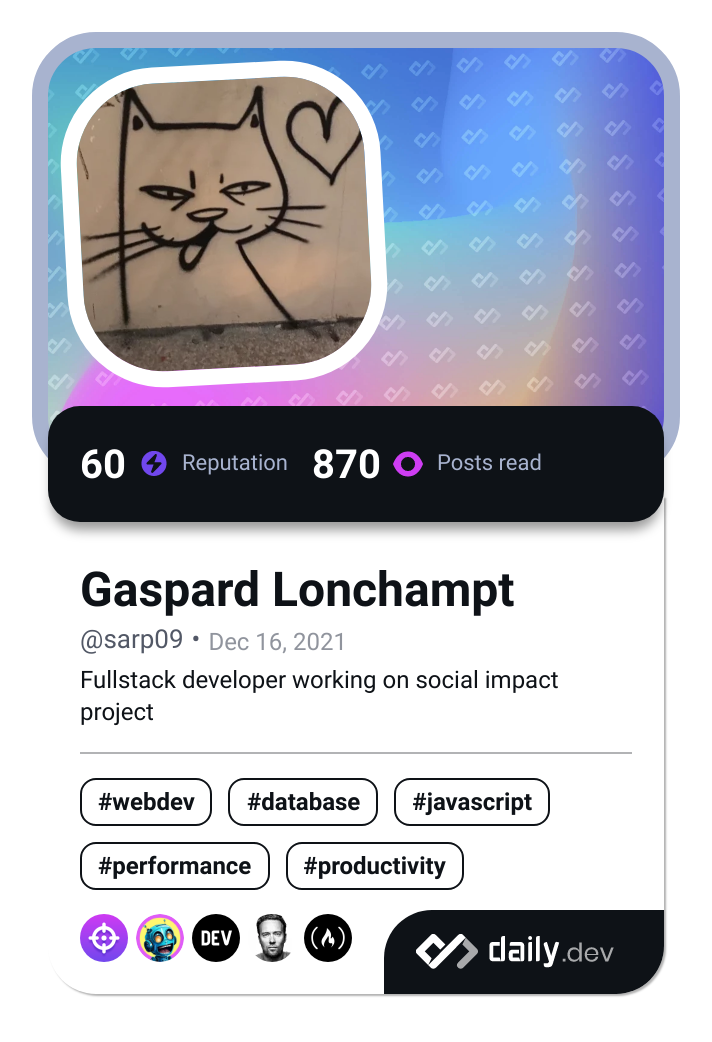 60 Reputation 870 Posts read
Gaspard Lonchampt
@sarp09 • Dec 16, 2021
Fullstack developer working on social impact
project
#webdev #database #javascript
#performance #productivity
DEV
daily.dev